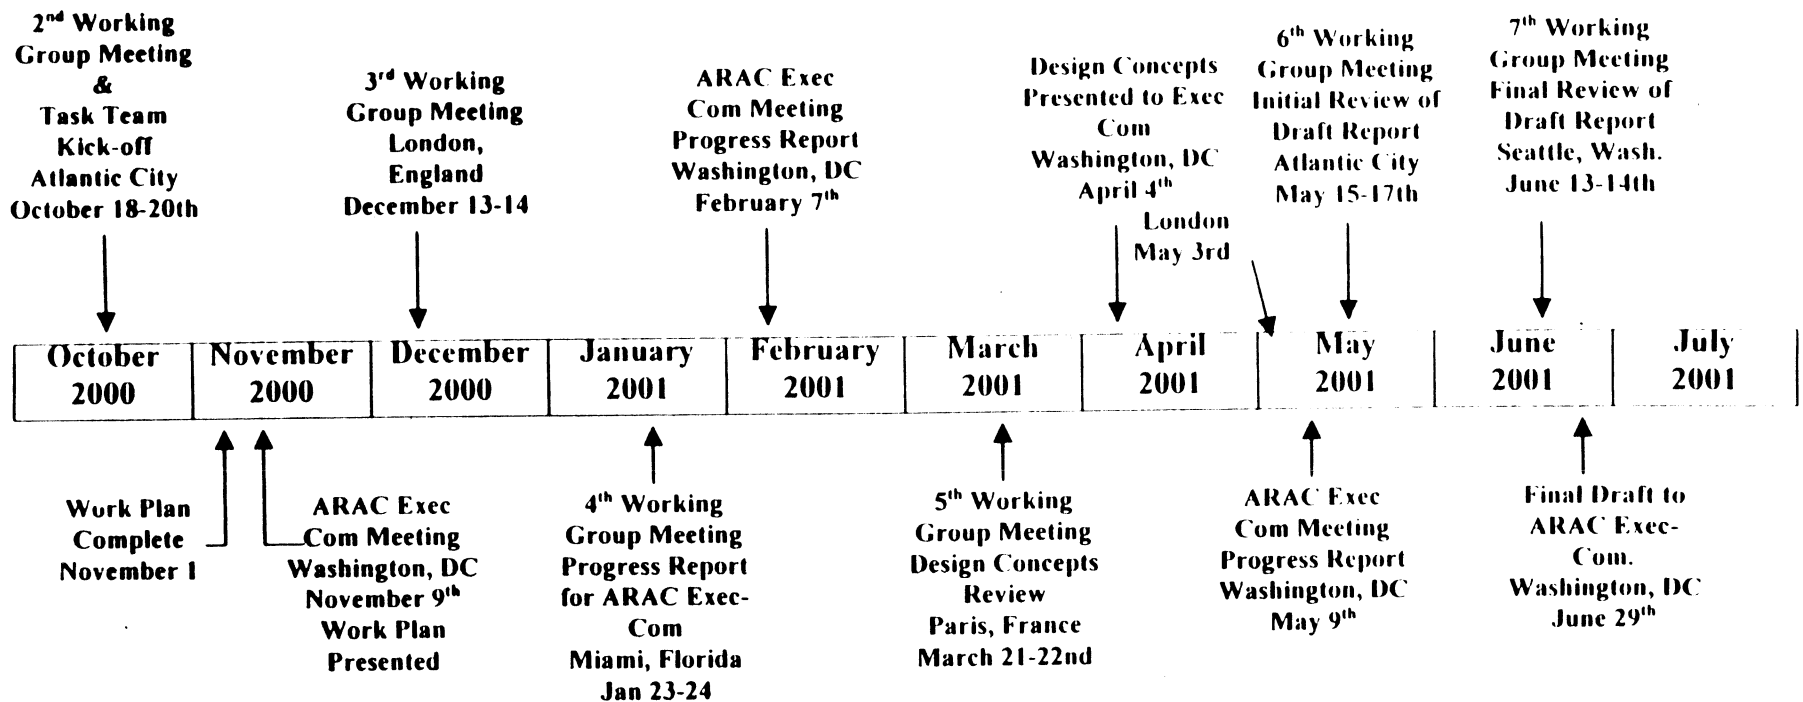 2nd Working
Group Meeting
&
Task Team
Kick-off
Atlantic City
October 18-20th
3rd Working
Group Meeting
London,
England
December 13-14
ARAC Exec
Com Meeting
Progress Report
Washington, DC
February 7th
Design Concepts
Presented to Exec
Com
Washington, DC
April 4th
London
May 3rd
6th Working
Group Meeting
Initial Review of
Draft Report
Atlantic City
May 15-17th
7th Working
Group Meeting
Final Review of
Draft Report
Seattle, Wash.
June 13-14th
October
2000
November
2000
December
2000
January
2001
February
2001
March
2001
April
2001
May
2001
June
2001
July
2001
Work Plan
Complete
November 1
ARAC Exec
Com Meeting
Washington, DC
November 9th
Work Plan
Presented
4th Working
Group Meeting
Progress Report
for ARAC Exec-
Com
Miami, Florida
Jan 23-24
5th Working
Group Meeting
Design Concepts
Review
Paris, France
March 21-22nd
ARAC Exec
Com Meeting
Progress Report
Washington, DC
May 9th
Final Draft to
ARAC Exec-
Com.
Washington, DC
June 29th